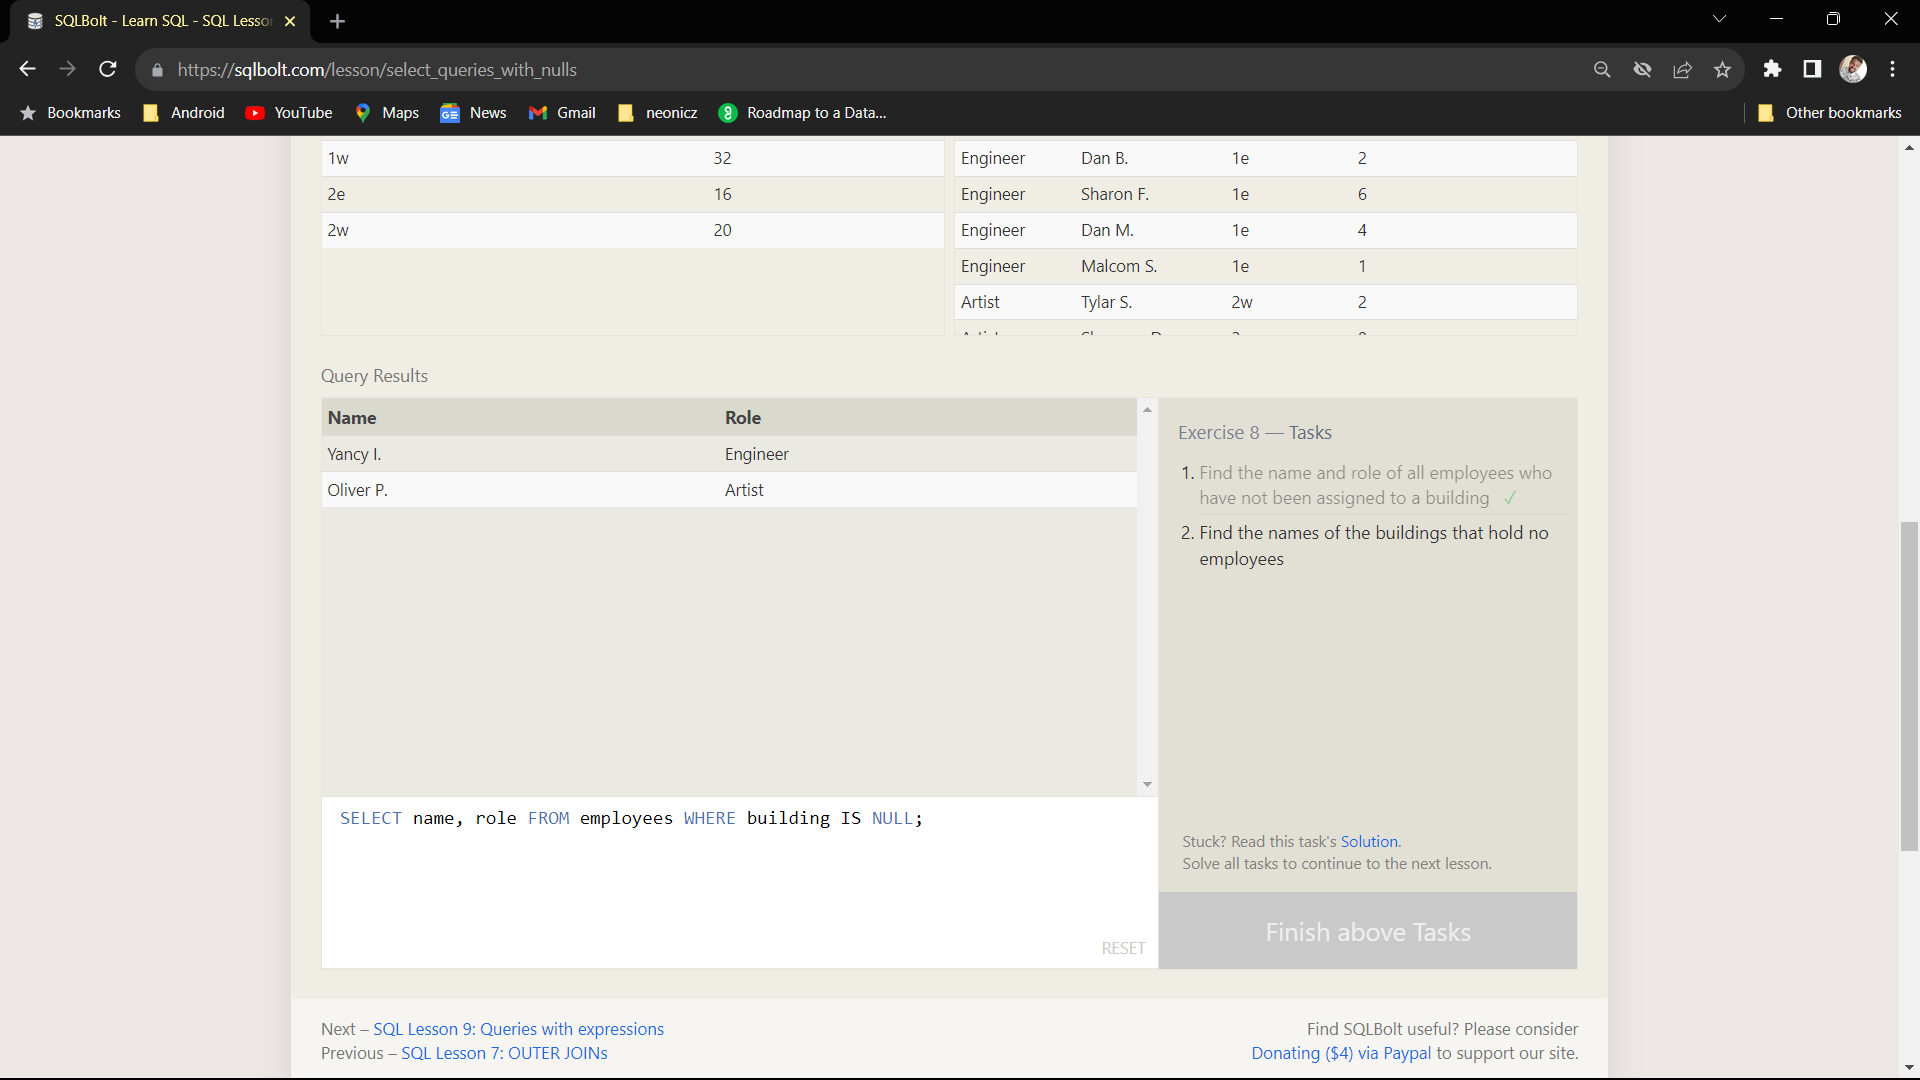 SQLBolt - Learn SQL - SQL Lesson
https://sqlbolt.com/lesson/select_queries_with_nulls
Bookmarks Android YouTube Maps News Gmail neonicz Roadmap to a Data... Other bookmarks
1w 32
2e 16
2w 20
Engineer Dan B. 1e 2
Engineer Sharon F. 1e 6
Engineer Dan M. 1e 4
Engineer Malcom S. 1e 1
Artist Tylar S. 2w 2
Query Results
Name Role
Yancy I. Engineer
Oliver P. Artist
SELECT name, role FROM employees WHERE building IS NULL;
RESET
Exercise 8 — Tasks
1. Find the name and role of all employees who
have not been assigned to a building ✓
2. Find the names of the buildings that hold no
employees
Stuck? Read this task's Solution.
Solve all tasks to continue to the next lesson.
Finish above Tasks
Next – SQL Lesson 9: Queries with expressions
Previous – SQL Lesson 7: OUTER JOINs
Find SQLBolt useful? Please consider
Donating ($4) via Paypal to support our site.